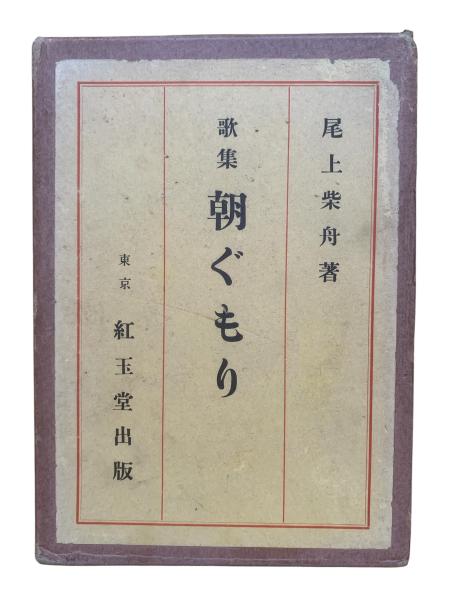 尾上柴舟著
歌集 朝ぐもり
東京 紅玉堂出版